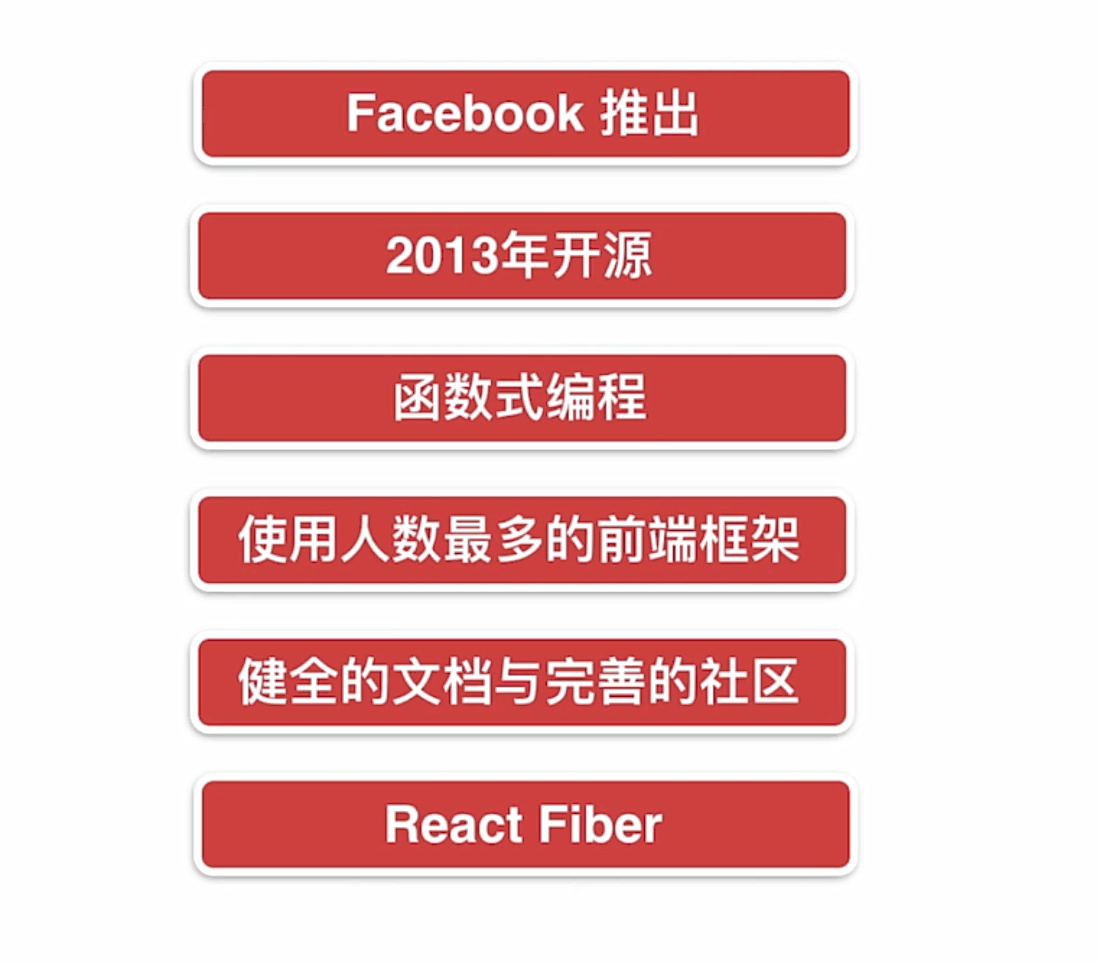 Facebook 推出
2013年开源
函数式编程
使用人数最多的前端框架
健全的文档与完善的社区
React Fiber